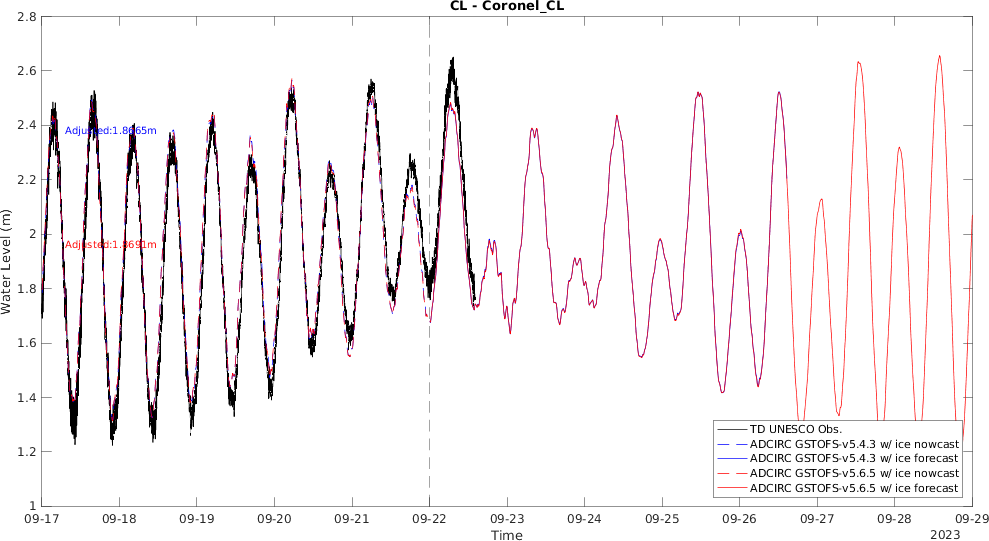 CL - Coronel_CL
2.8
2.6
2.4
2.2
2
1.8
1.6
1.4
1.2
1
Water Level (m)
Adjusted:1.8665m
Adjusted:1.8691m
TD UNESCO Obs.
ADCIRC GSTOFS-v5.4.3 w/ ice nowcast
ADCIRC GSTOFS-v5.4.3 w/ ice forecast
ADCIRC GSTOFS-v5.6.5 w/ ice nowcast
ADCIRC GSTOFS-v5.6.5 w/ ice forecast
09-17 09-18 09-19 09-20 09-21 09-22 09-23 09-24 09-25 09-26 09-27 09-28 09-29
Time
2023